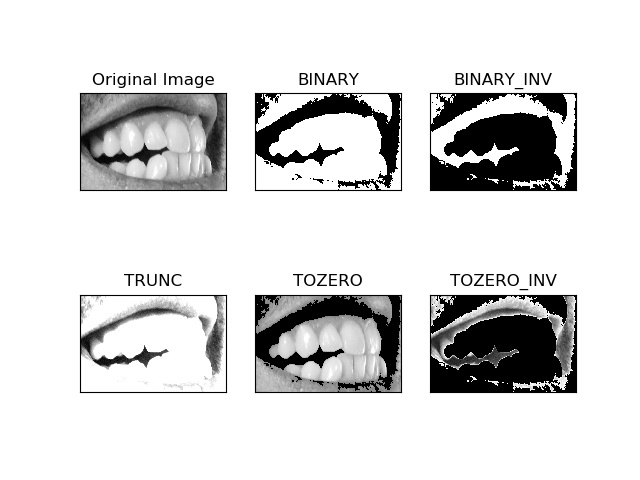 Original Image
BINARY
BINARY_INV
TRUNC
TOZERO
TOZERO_INV